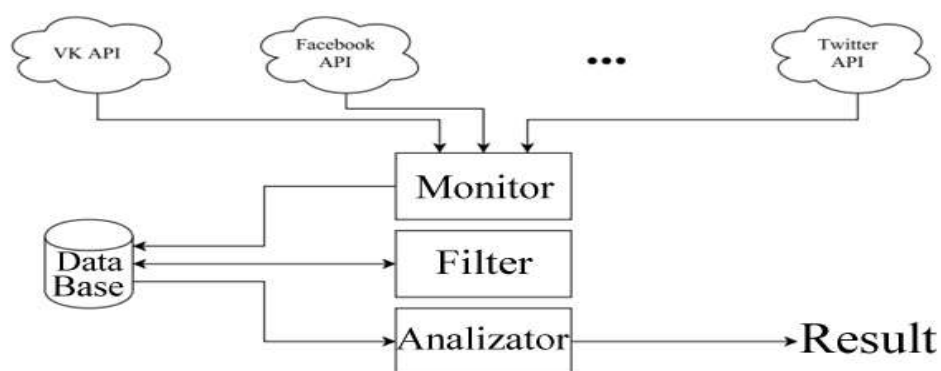 VK API
Facebook
API
...
Twitter
API
Monitor
Data
Base
Filter
Analizator
Result